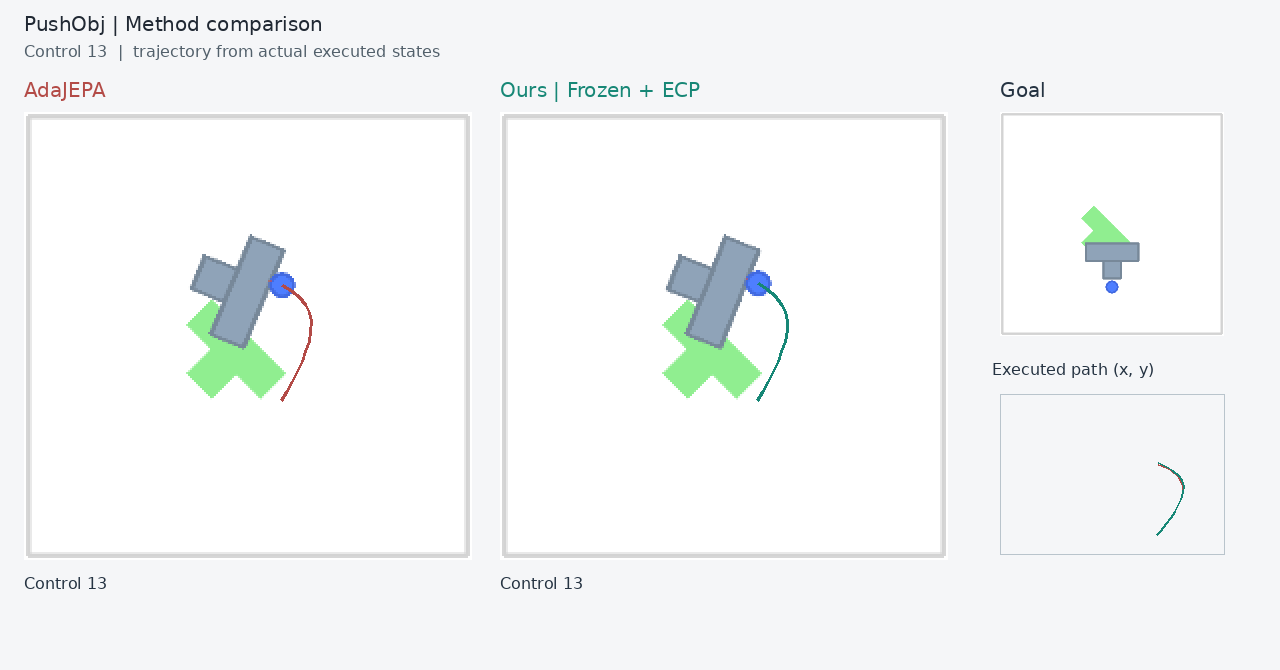 PushObj | Method comparison
Control 13 | trajectory from actual executed states
AdaJEPA
Ours | Frozen + ECP
Goal
Executed path (x, y)
Control 13
Control 13